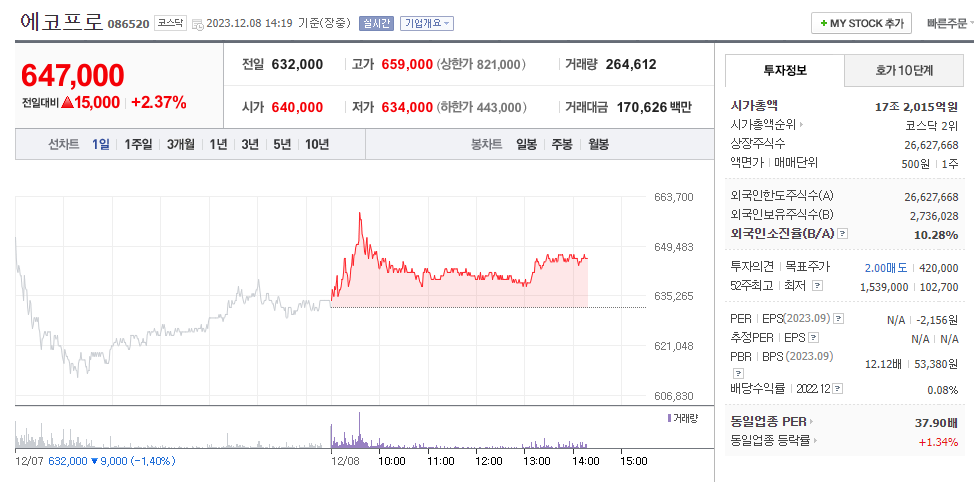 에코프로 086520 코스닥 2023.12.08 14:19 기준(장중) 실시간 기업개요
+ MY STOCK 추가 빠른주문
647,000
전일대비 ▲15,000 +2.37%
전일 632,000 고가 659,000 (상한가 821,000) 거래량 264,612
시가 640,000 저가 634,000 (하한가 443,000) 거래대금 170,626 백만
선차트 1일 1주일 3개월 1년 3년 5년 10년 봉차트 일봉 주봉 월봉
663,700
649,483
635,265
621,048
606,830
거래량
12/07 632,000 ▼9,000 (-1,40%) 12/08 10:00 11:00 12:00 13:00 14:00 15:00
투자정보 호가 10단계
시가총액 17조 2,015억원
시가총액순위 코스닥 2위
상장주식수 26,627,668
액면가 매매단위 500원 1주
외국인한도주식수(A) 26,627,668
외국인보유주식수(B) 2,736,028
외국인소진율(B/A) ? 10.28%
투자의견 목표주가 2.00매도 420,000
52주최고 최저 ? 1,539,000 102,700
PER EPS(2023.09) ? N/A -2,156원
추정PER EPS ? N/A N/A
PBR BPS (2023.09) ? 12.12배 53,380원
배당수익률 2022.12 ? 0.08%
동일업종 PER 37.90배
동일업종 등락률 +1.34%